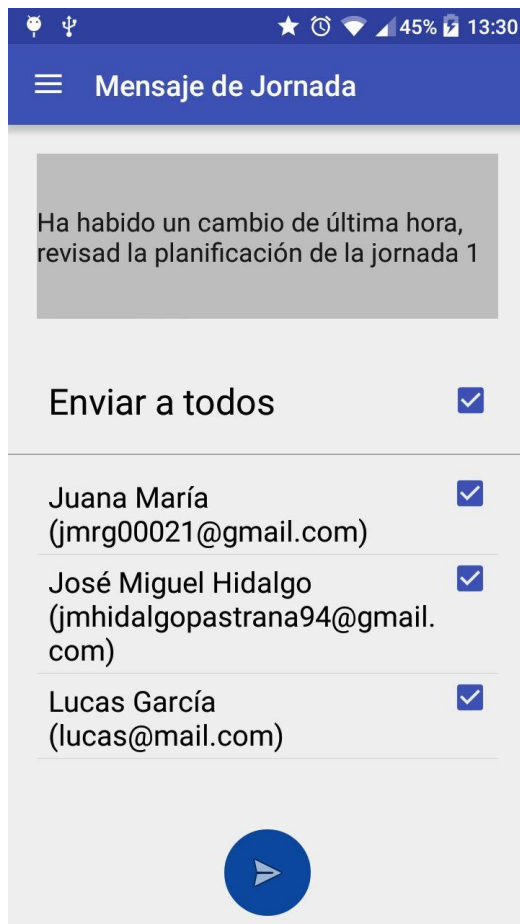 45% 13:30
Mensaje de Jornada
Ha habido un cambio de última hora,
revisad la planificación de la jornada 1
Enviar a todos
Juana María
(jmrg00021@gmail.com)
José Miguel Hidalgo
(jmhidalgopastrana94@gmail.
com)
Lucas García
(lucas@mail.com)